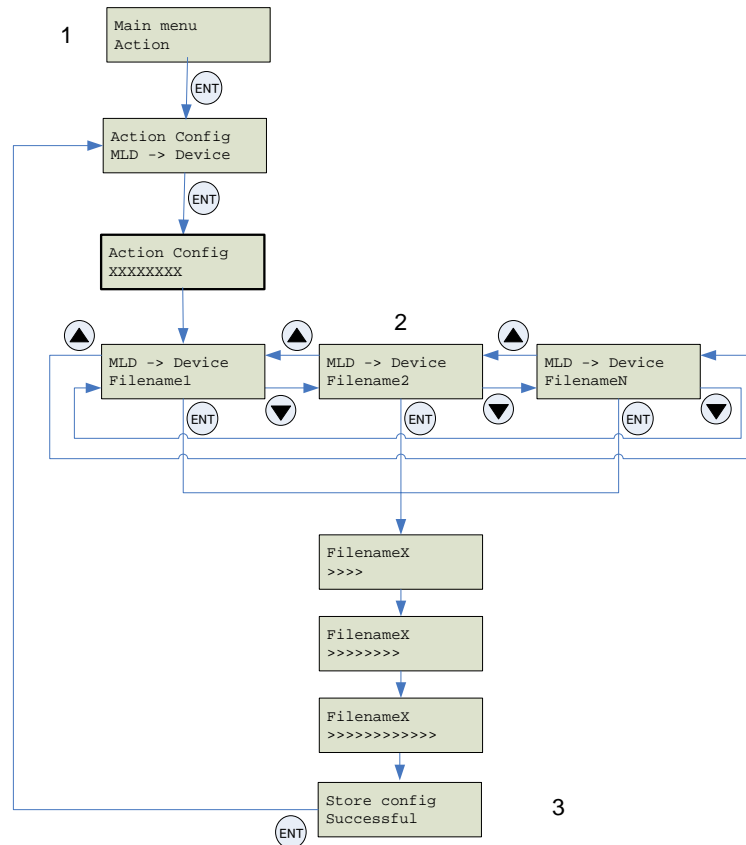 1
Main menu
Action
ENT
Action Config
MLD -> Device
ENT
Action Config
XXXXXXXX
2
MLD -> Device
Filename1
MLD -> Device
Filename2
MLD -> Device
FilenameN
ENT
ENT
ENT
FilenameX
>>>>
FilenameX
>>>>>>>>
FilenameX
>>>>>>>>>>>>
Store config
Successful
3
ENT